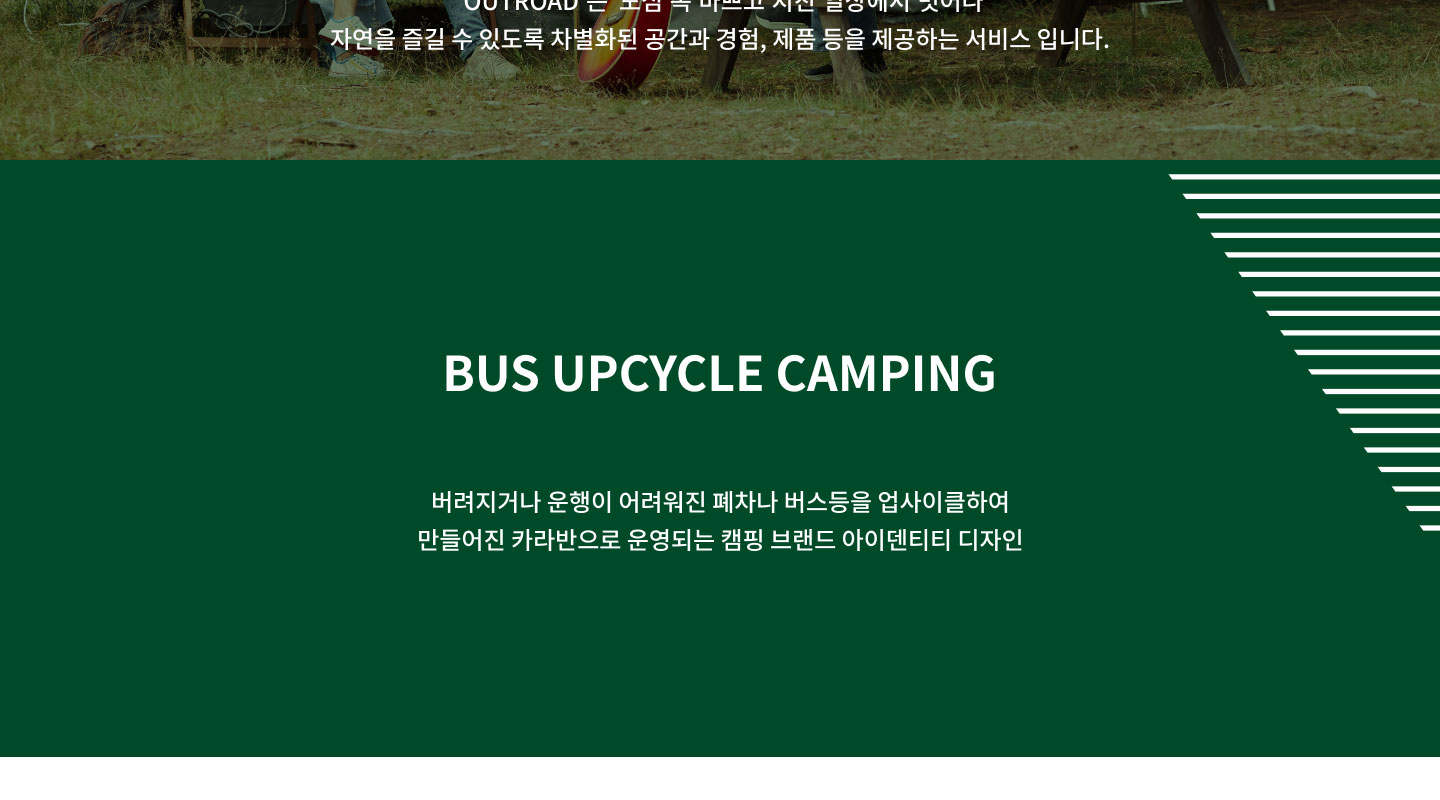 자연을 즐길 수 있도록 차별화된 공간과 경험, 제품 등을 제공하는 서비스 입니다.
BUS UPCYCLE CAMPING
버려지거나 운행이 어려워진 폐차나 버스등을 업사이클하여
만들어진 카라반으로 운영되는 캠핑 브랜드 아이덴티티 디자인